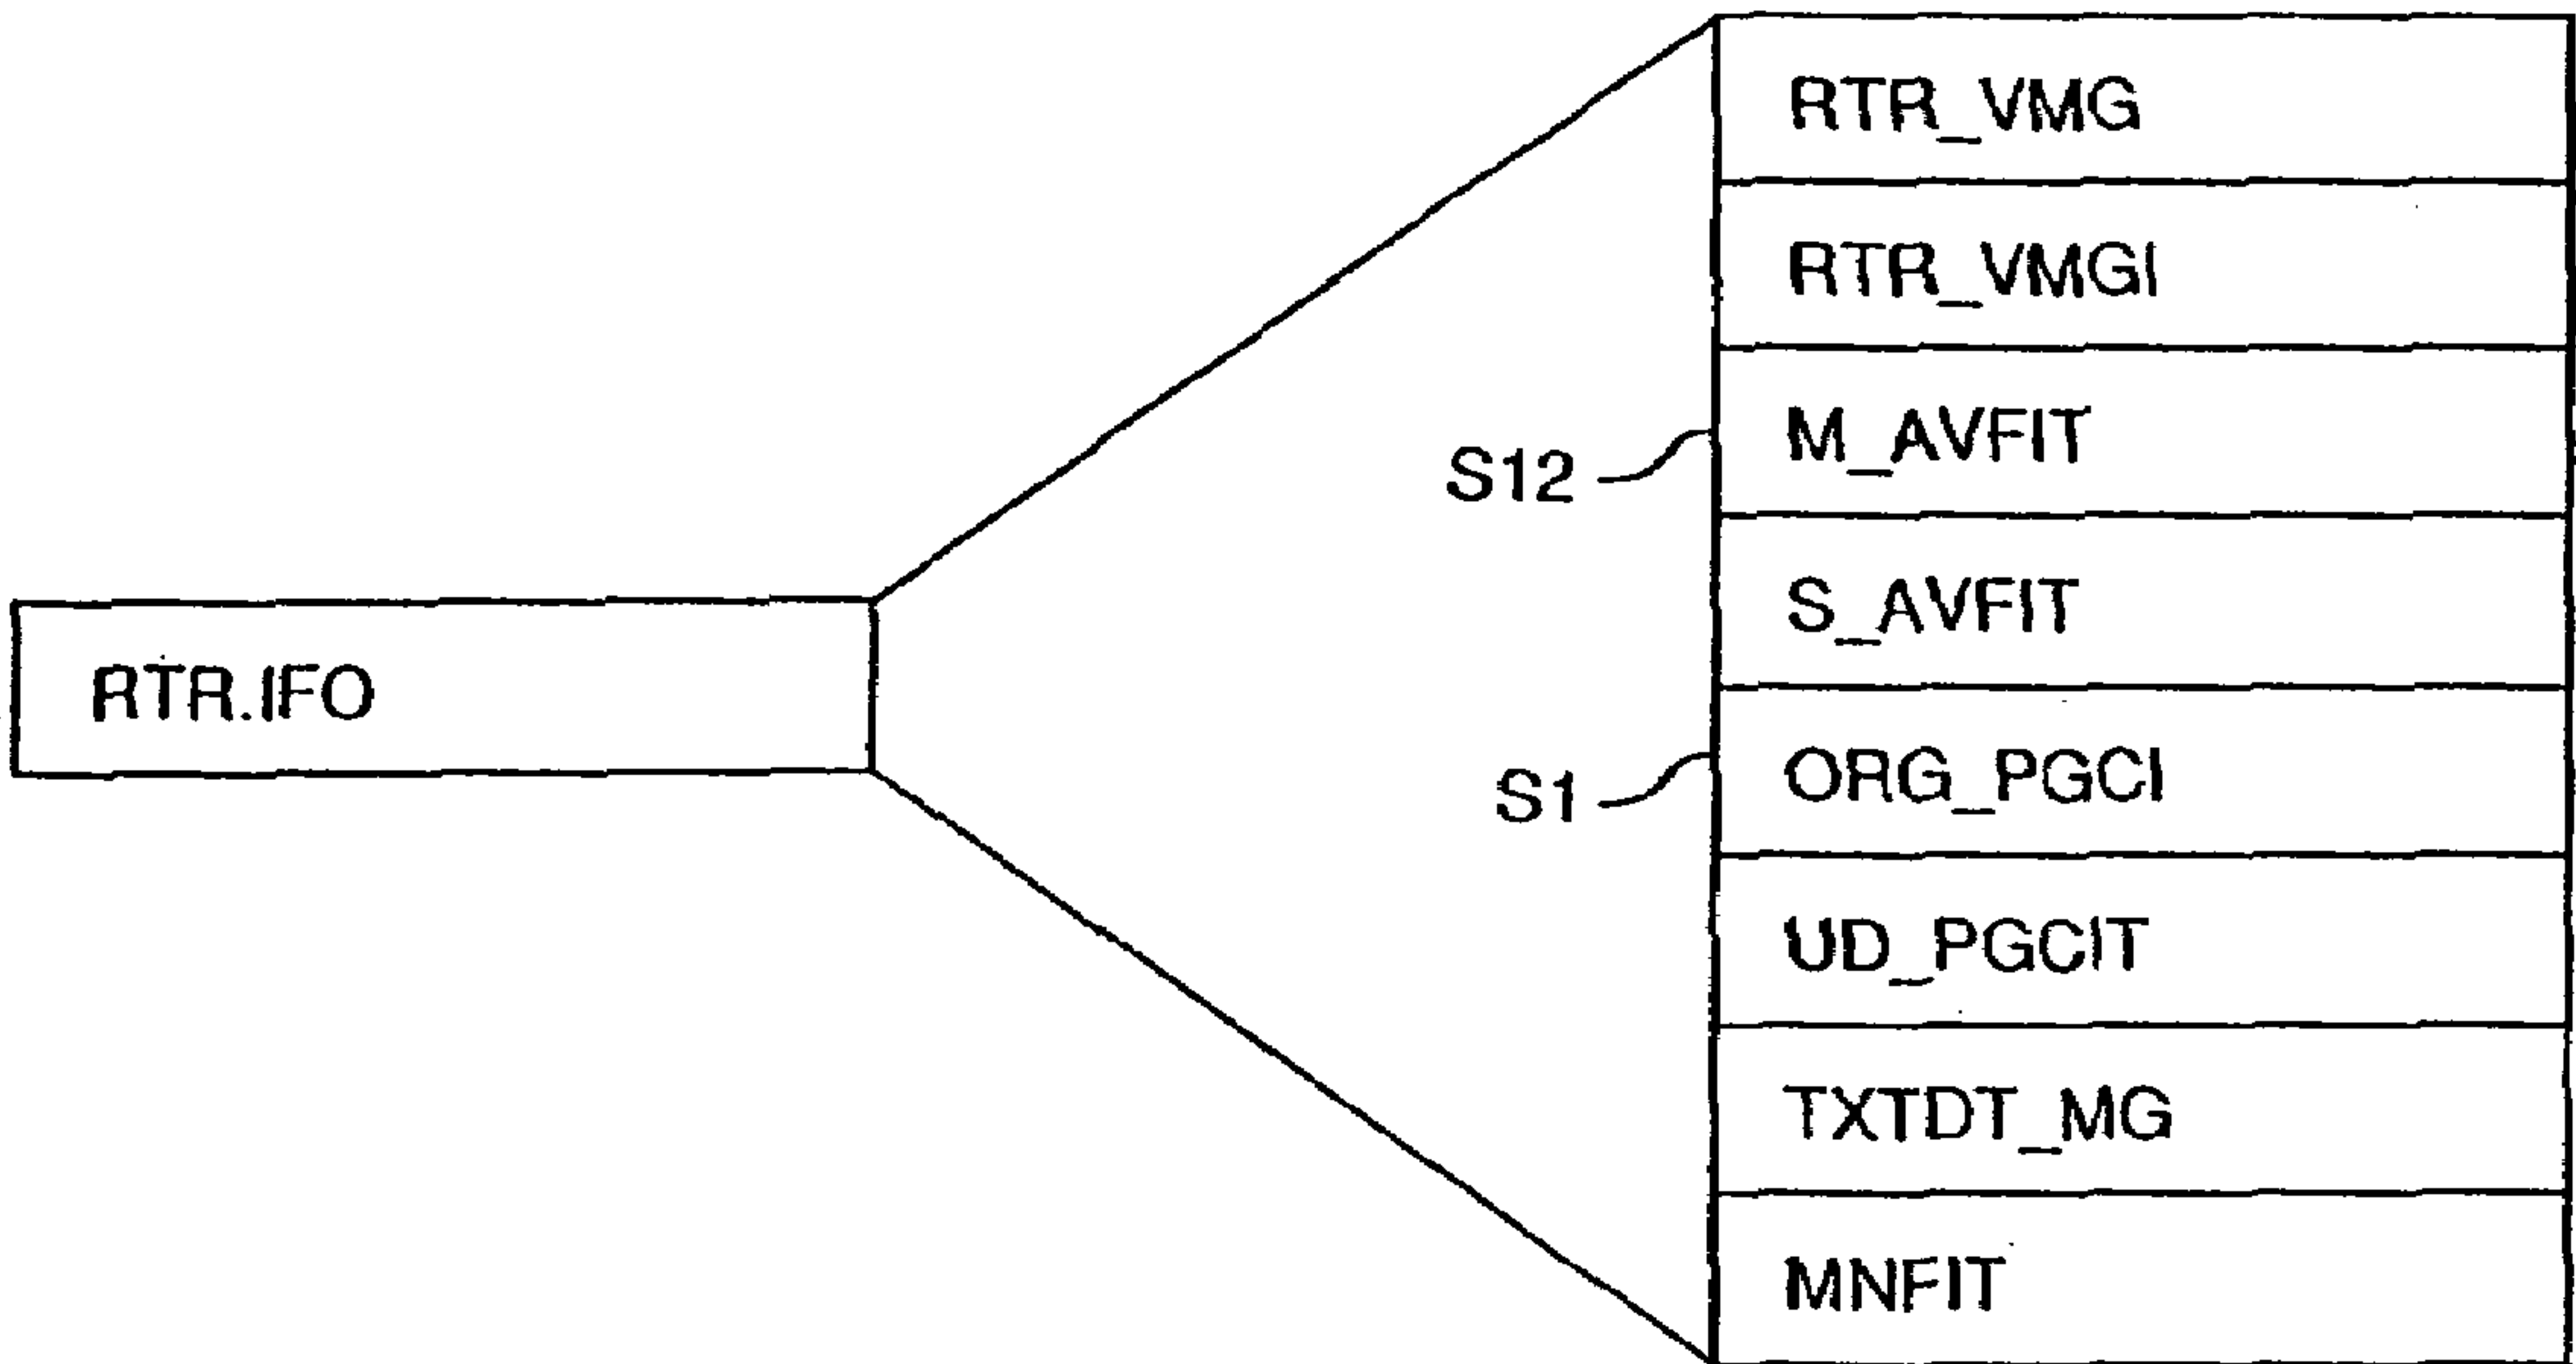 RTR.IFO
RTR_VMG
RTR_VMGI
S12
M_AVFIT
S_AVFIT
S1
ORG_PGCI
UD_PGCIT
TXTDT_MG
MNFIT